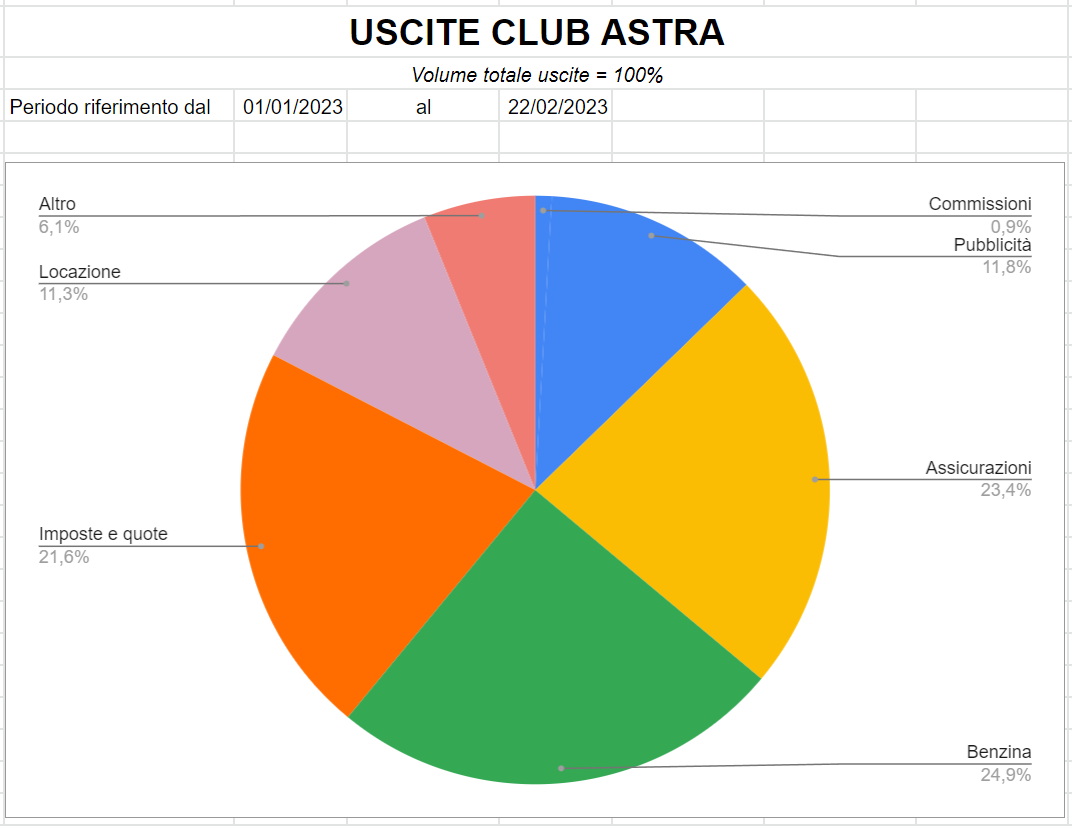 USCITE CLUB ASTRA
Volume totale uscite = 100%
Periodo riferimento dal 01/01/2023 al 22/02/2023
Altro
6,1%
Locazione
11,3%
Imposte e quote
21,6%
Commissioni
0,9%
Pubblicità
11,8%
Assicurazioni
23,4%
Benzina
24,9%